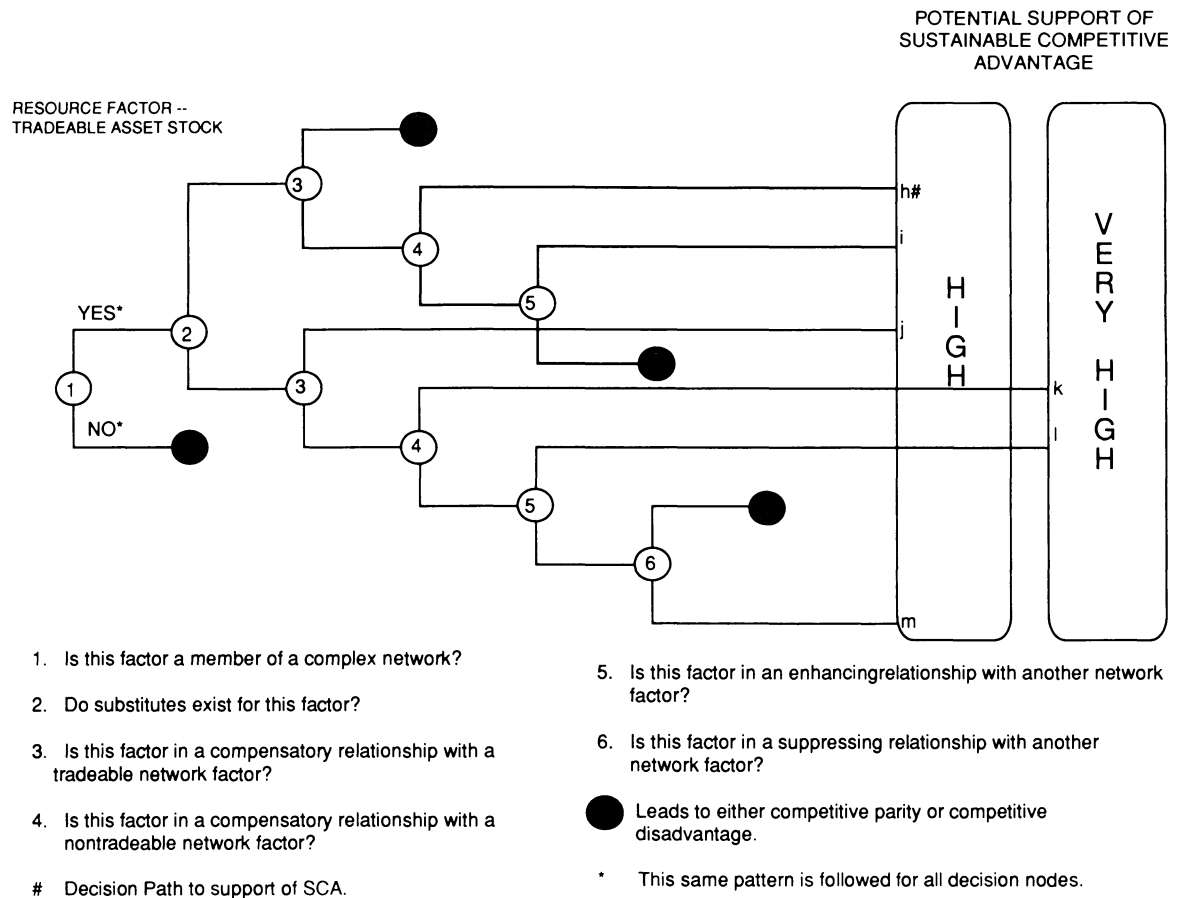 POTENTIAL SUPPORT OF
SUSTAINABLE COMPETITIVE
ADVANTAGE
RESOURCE FACTOR --
TRADEABLE ASSET STOCK
3
h#
4
i
5
YES*
2
j
1
3
k
NO*
4
l
5
6
m
HIGH
VERY HIGH
1. Is this factor a member of a complex network?
2. Do substitutes exist for this factor?
3. Is this factor in a compensatory relationship with a
tradeable network factor?
4. Is this factor in a compensatory relationship with a
nontradeable network factor?
# Decision Path to support of SCA.
5. Is this factor in an enhancingrelationship with another network
factor?
6. Is this factor in a suppressing relationship with another
network factor?
Leads to either competitive parity or competitive
disadvantage.
* This same pattern is followed for all decision nodes.